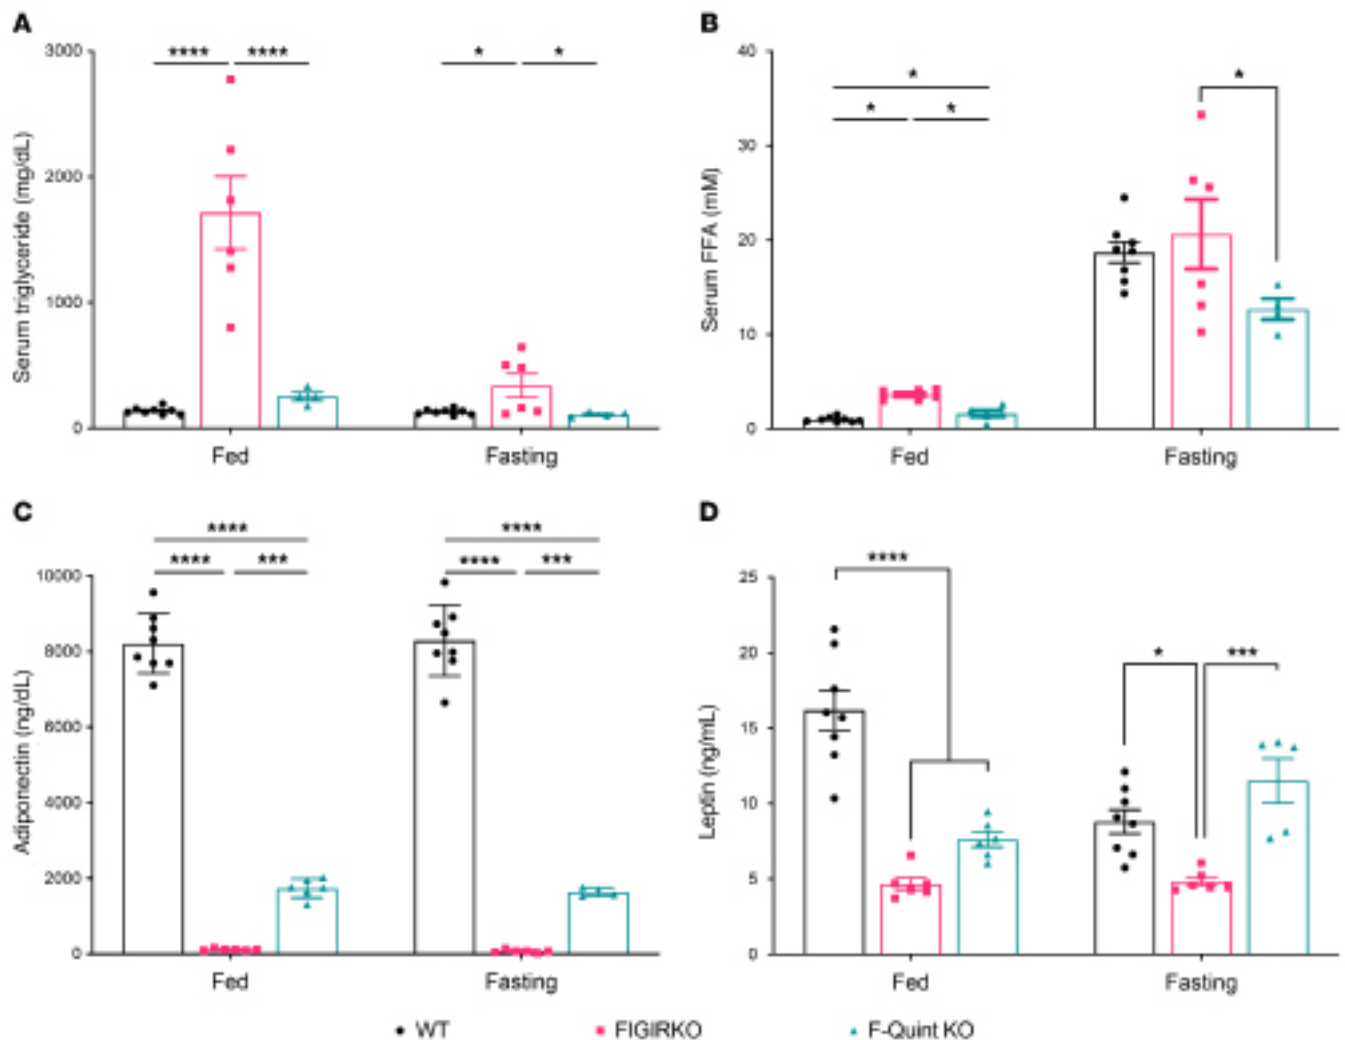 A
Serum triglyceride (mg/dL)
3000
2000
1000
0
**** **** * *
Fed Fasting
B
Serum FFA (mM)
40
30
20
10
0
*
* *
*
Fed Fasting
C
Adiponectin (ng/dL)
10000
8000
6000
4000
2000
0
**** ****
**** *** **** ***
Fed Fasting
D
Leptin (ng/mL)
25
20
15
10
5
0
****
* ***
Fed Fasting
WT FIGIRKO F-Quint KO